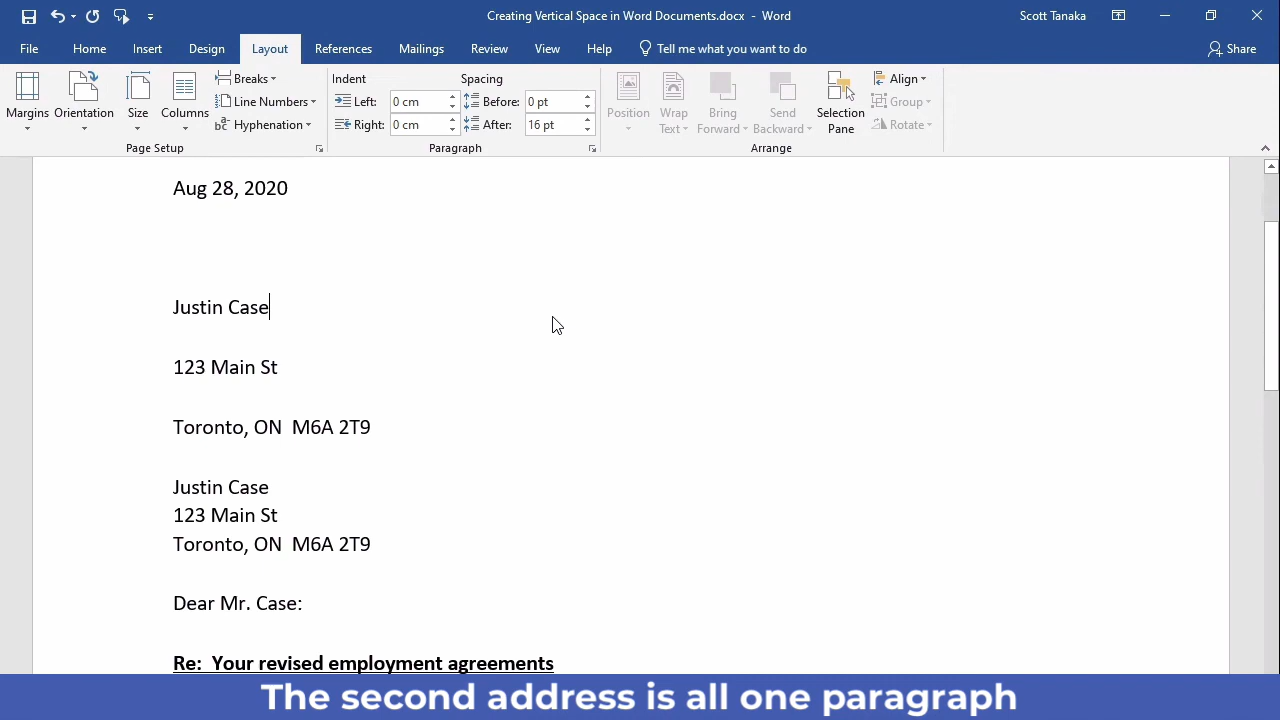 Creating Vertical Space in Word Documents.docx - Word
Scott Tanaka
File Home Insert Design Layout References Mailings Review View Help Tell me what you want to do Share
Margins
Orientation
Size
Columns
Breaks
Line Numbers
Hyphenation
Page Setup
Indent
Left: 0 cm
Right: 0 cm
Spacing
Before: 0 pt
After: 16 pt
Paragraph
Position
Wrap
Text
Bring
Forward
Send
Backward
Selection
Pane
Align
Group
Rotate
Arrange
Aug 28, 2020
Justin Case
123 Main St
Toronto, ON  M6A 2T9
Justin Case
123 Main St
Toronto, ON  M6A 2T9
Dear Mr. Case:
Re:  Your revised employment agreements
The second address is all one paragraph